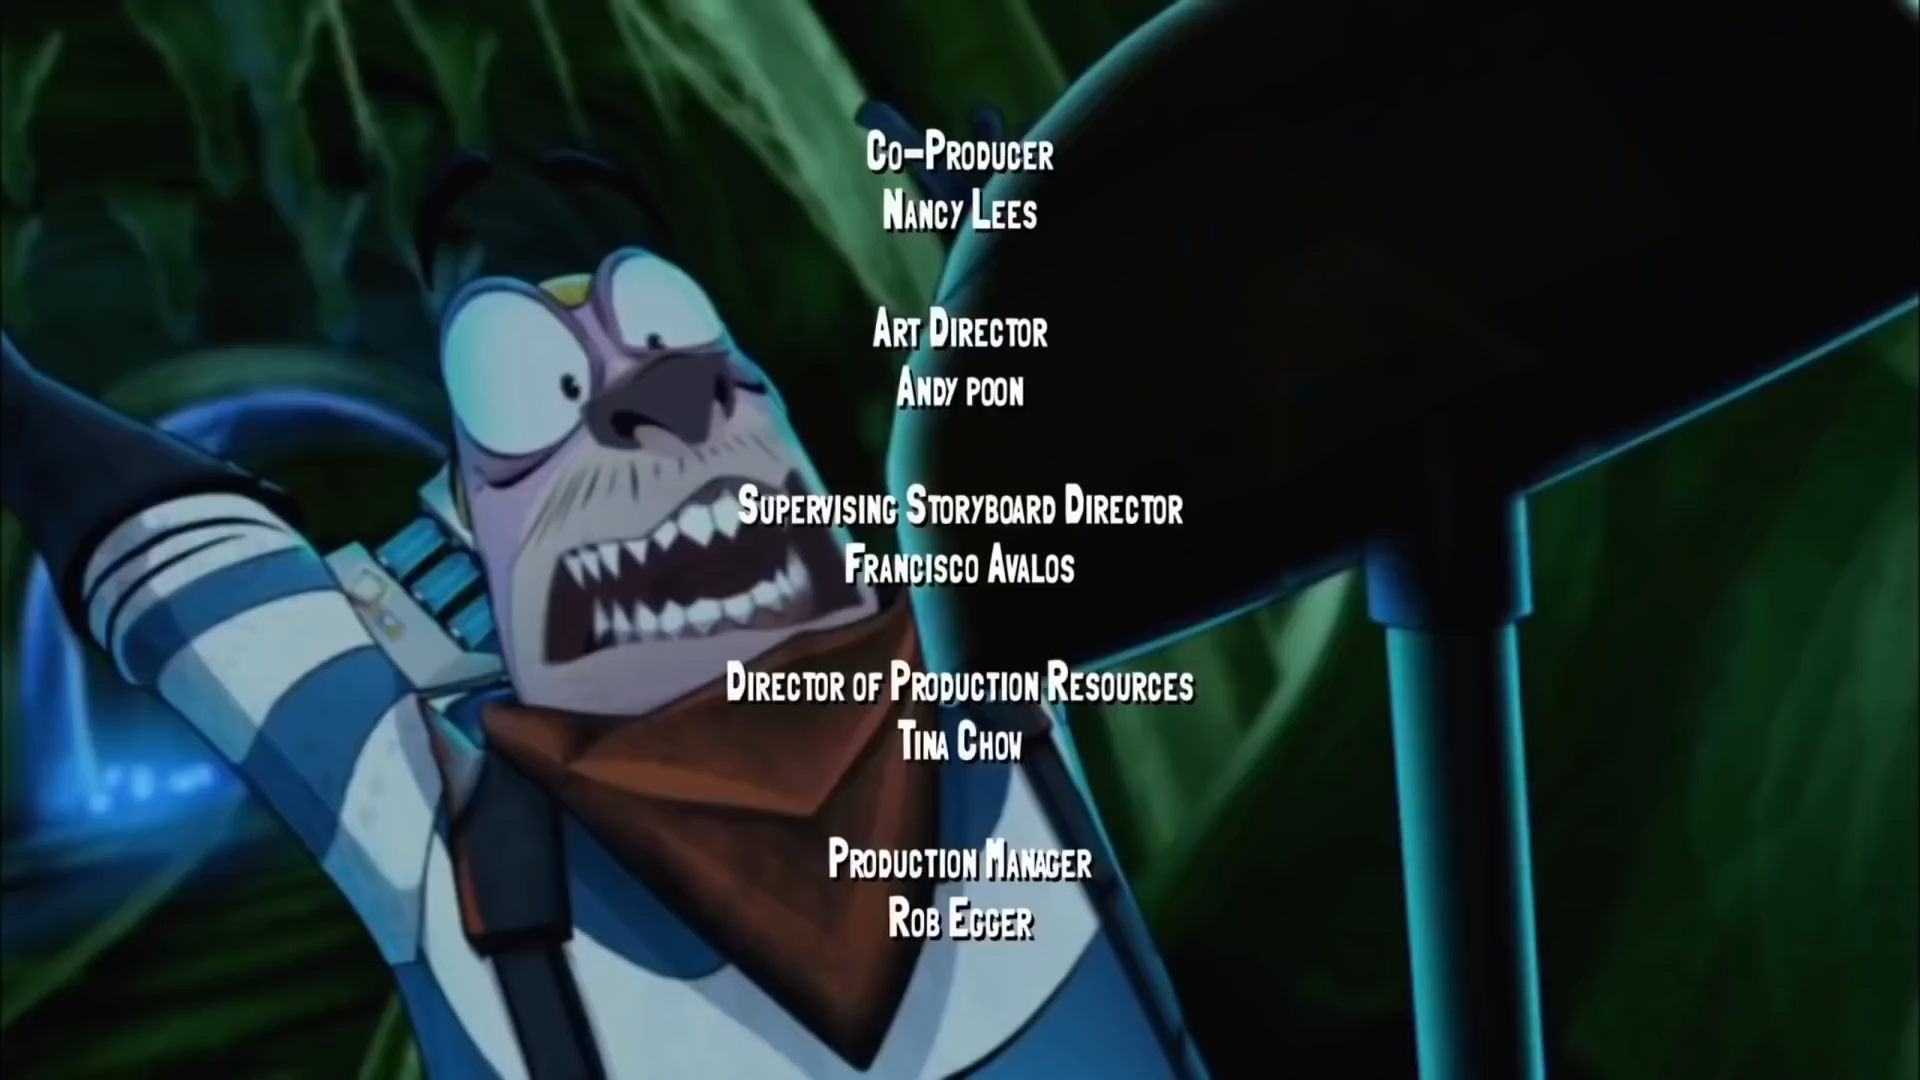 Co-Producer
Nancy Lees
Art Director
Andy poon
Supervising Storyboard Director
Francisco Avalos
Director of Production Resources
Tina Chow
Production Manager
Rob Egger